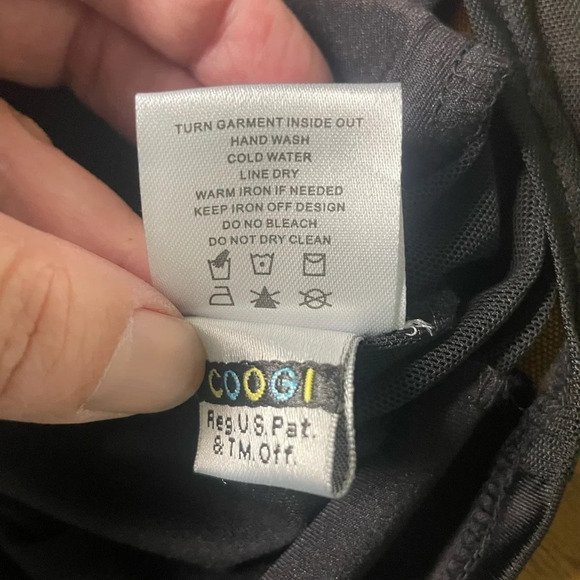 TURN GARMENT INSIDE OUT
HAND WASH
COLD WATER
LINE DRY
WARM IRON IF NEEDED
KEEP IRON OFF DESIGN
DO NO BLEACH
DO NOT DRY CLEAN
COOGI
Reg.U.S.Pat.
& T.M.Off.